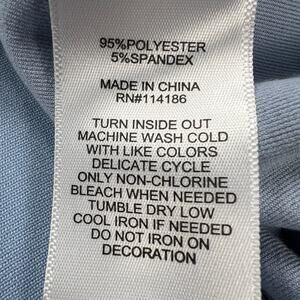 95%POLYESTER
5%SPANDEX
MADE IN CHINA
RN#114186
TURN INSIDE OUT
MACHINE WASH COLD
WITH LIKE COLORS
DELICATE CYCLE
ONLY NON-CHLORINE
BLEACH WHEN NEEDED
TUMBLE DRY LOW
COOL IRON IF NEEDED
DO NOT IRON ON
DECORATION